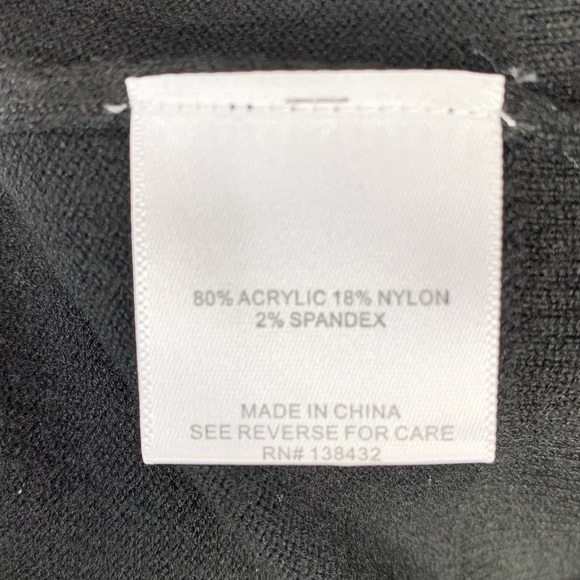 80% ACRYLIC 18% NYLON
2% SPANDEX
MADE IN CHINA
SEE REVERSE FOR CARE
RN# 138432